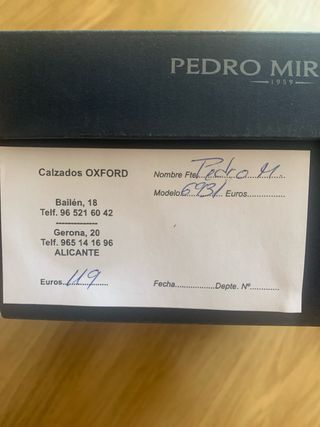 PEDRO MIR
1959
Calzados OXFORD
Bailén, 18
Telf. 96 521 60 42
--------------
Gerona, 20
Telf. 965 14 16 96
ALICANTE
Euros 119
Nombre Fte. Pedro M.
Modelo 6931 Euros
Fecha.................Depte. Nº..........